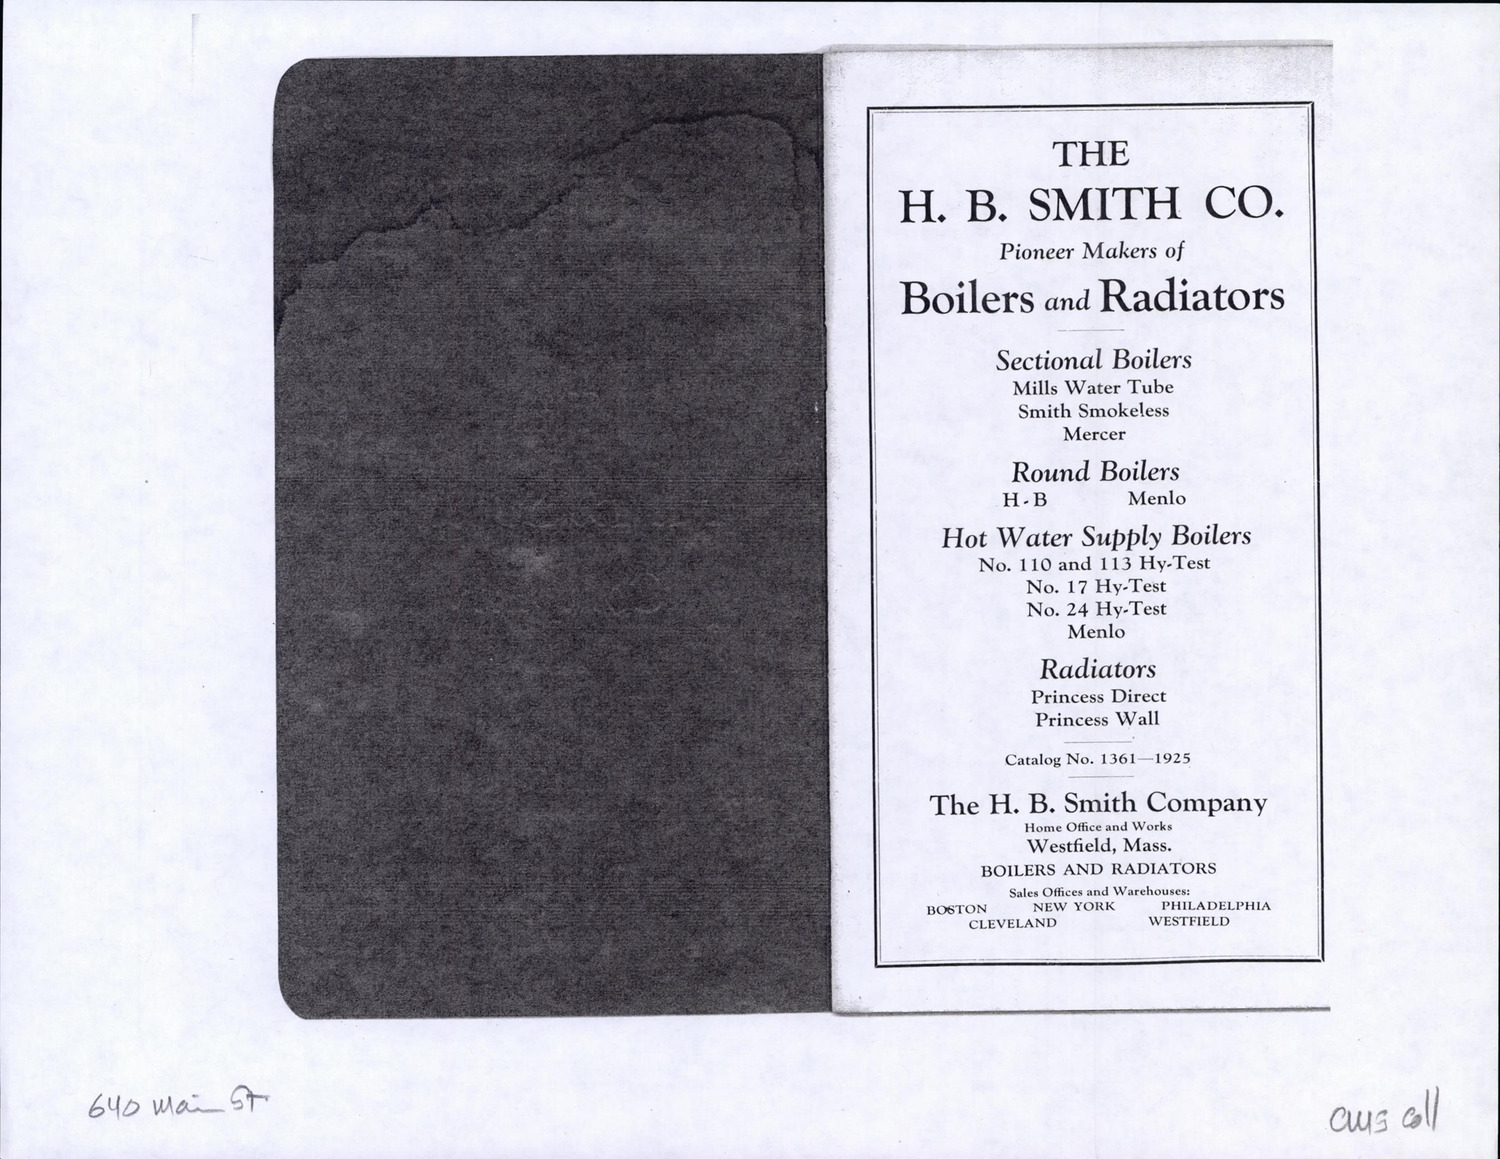 THE
H. B. SMITH CO.
Pioneer Makers of
Boilers and Radiators
Sectional Boilers
Mills Water Tube
Smith Smokeless
Mercer
Round Boilers
H-B Menlo
Hot Water Supply Boilers
No. 110 and 113 Hy-Test
No. 17 Hy-Test
No. 24 Hy-Test
Menlo
Radiators
Princess Direct
Princess Wall
Catalog No. 1361—1925
The H. B. Smith Company
Home Office and Works
Westfield, Mass.
BOILERS AND RADIATORS
Sales Offices and Warehouses:
BOSTON NEW YORK PHILADELPHIA
CLEVELAND WESTFIELD
640 Main St
Coll